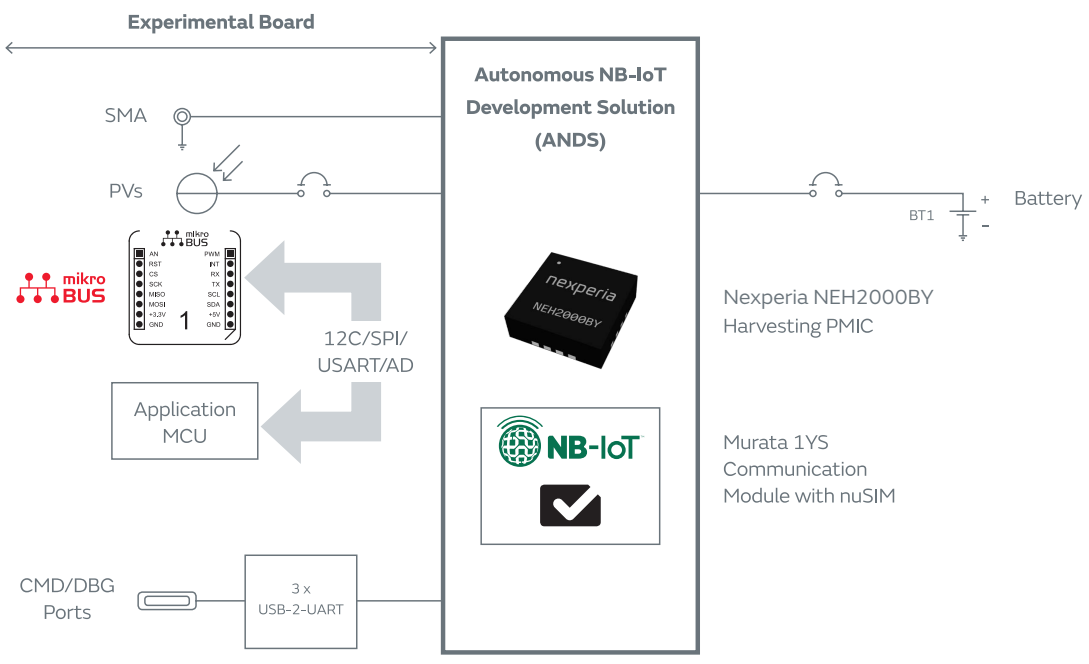 Experimental Board
Autonomous NB-IoT
Development Solution
(ANDS)
SMA
PVs
BT1
+
-
Battery
mikro
BUS
mikro
BUS
AN PWM
RST INT
CS RX
SCK TX
MISO SCL
MOSI SDA
+3.3V +5V
GND GND
1
12C/SPI/
USART/AD
Application
MCU
nexperia
NEH2000BY
Nexperia NEH2000BY
Harvesting PMIC
NB-IoT
Murata 1YS
Communication
Module with nuSIM
CMD/DBG
Ports
3 x
USB-2-UART